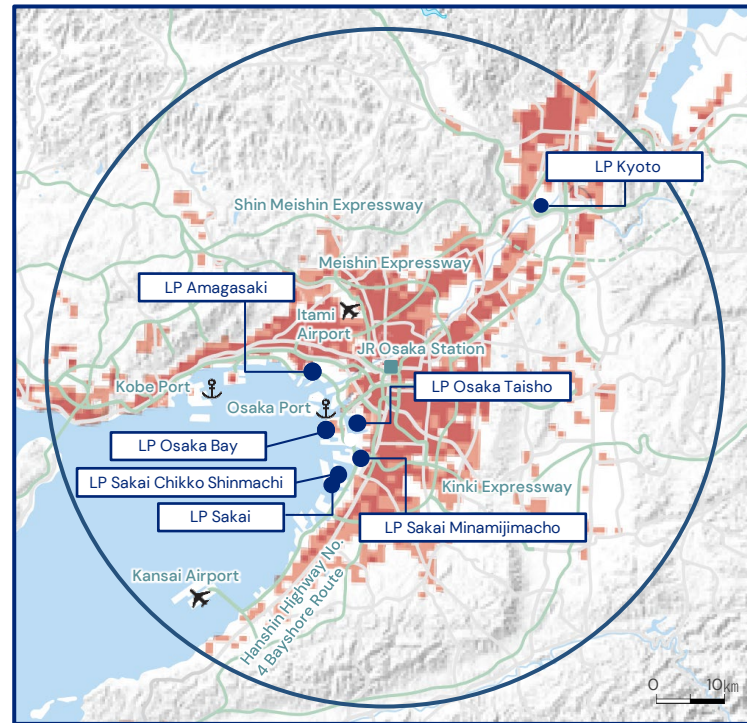 LP Kyoto
Shin Meishin Expressway
Meishin Expressway
LP Amagasaki
Itami
Airport
JR Osaka Station
Kobe Port
LP Osaka Taisho
Osaka Port
LP Osaka Bay
LP Sakai Chikko Shinmachi
Kinki Expressway
LP Sakai
LP Sakai Minamijimacho
Kansai Airport
Hanshin Highway No.
4 Bayshore Route
0 10km